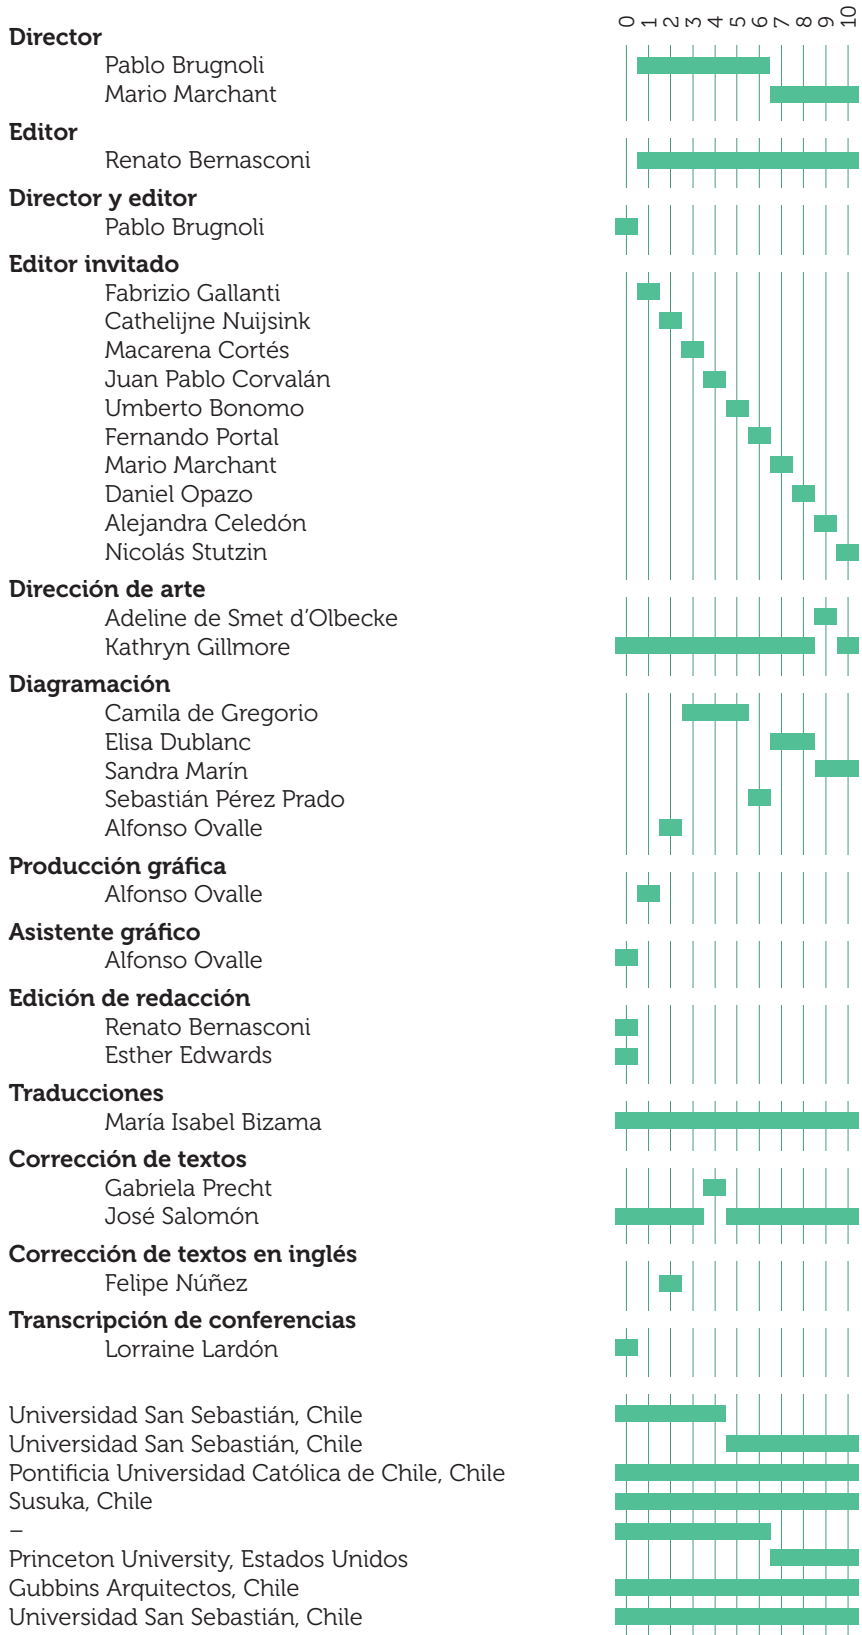 0 1 2 3 4 5 6 7 8 9 10
Director
Pablo Brugnoli
Mario Marchant
Editor
Renato Bernasconi
Director y editor
Pablo Brugnoli
Editor invitado
Fabrizio Gallanti
Cathelijne Nuijsink
Macarena Cortés
Juan Pablo Corvalán
Umberto Bonomo
Fernando Portal
Mario Marchant
Daniel Opazo
Alejandra Celedón
Nicolás Stutzin
Dirección de arte
Adeline de Smet d’Olbecke
Kathryn Gillmore
Diagramación
Camila de Gregorio
Elisa Dublanc
Sandra Marín
Sebastián Pérez Prado
Alfonso Ovalle
Producción gráfica
Alfonso Ovalle
Asistente gráfico
Alfonso Ovalle
Edición de redacción
Renato Bernasconi
Esther Edwards
Traducciones
María Isabel Bizama
Corrección de textos
Gabriela Precht
José Salomón
Corrección de textos en inglés
Felipe Núñez
Transcripción de conferencias
Lorraine Lardón
Universidad San Sebastián, Chile
Universidad San Sebastián, Chile
Pontificia Universidad Católica de Chile, Chile
Susuka, Chile
–
Princeton University, Estados Unidos
Gubbins Arquitectos, Chile
Universidad San Sebastián, Chile